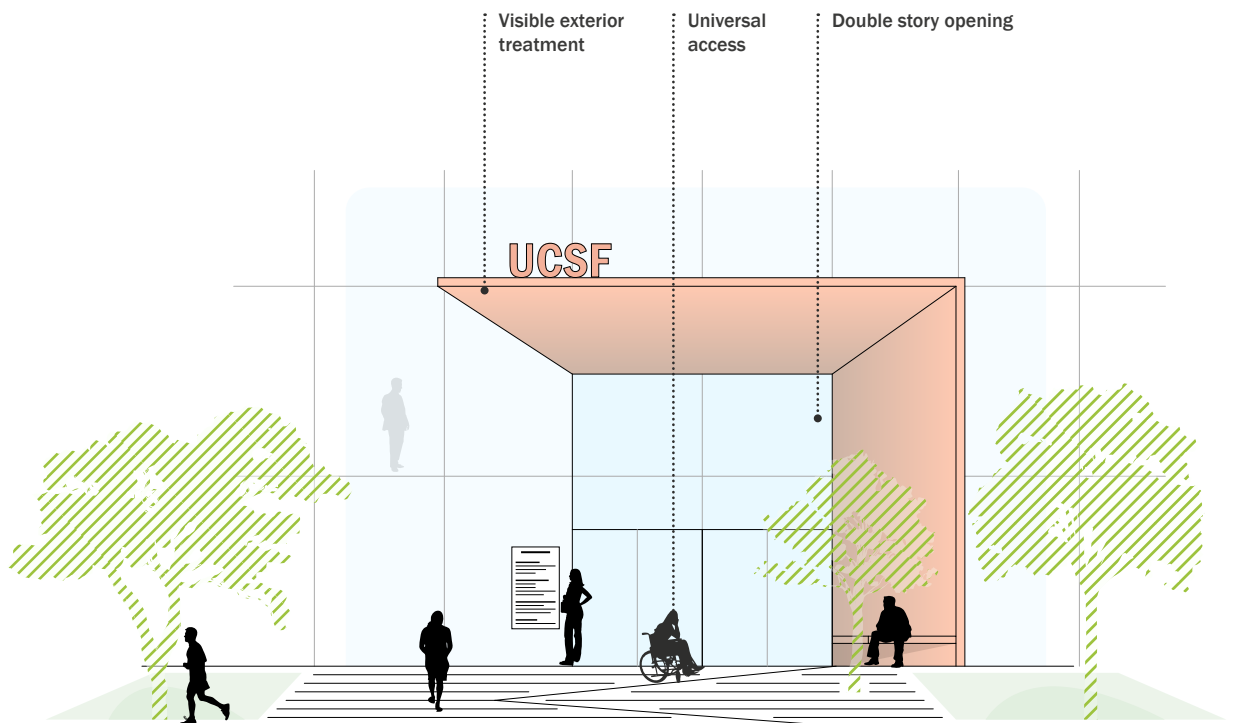 Visible exterior
treatment
Universal
access
Double story opening
UCSF